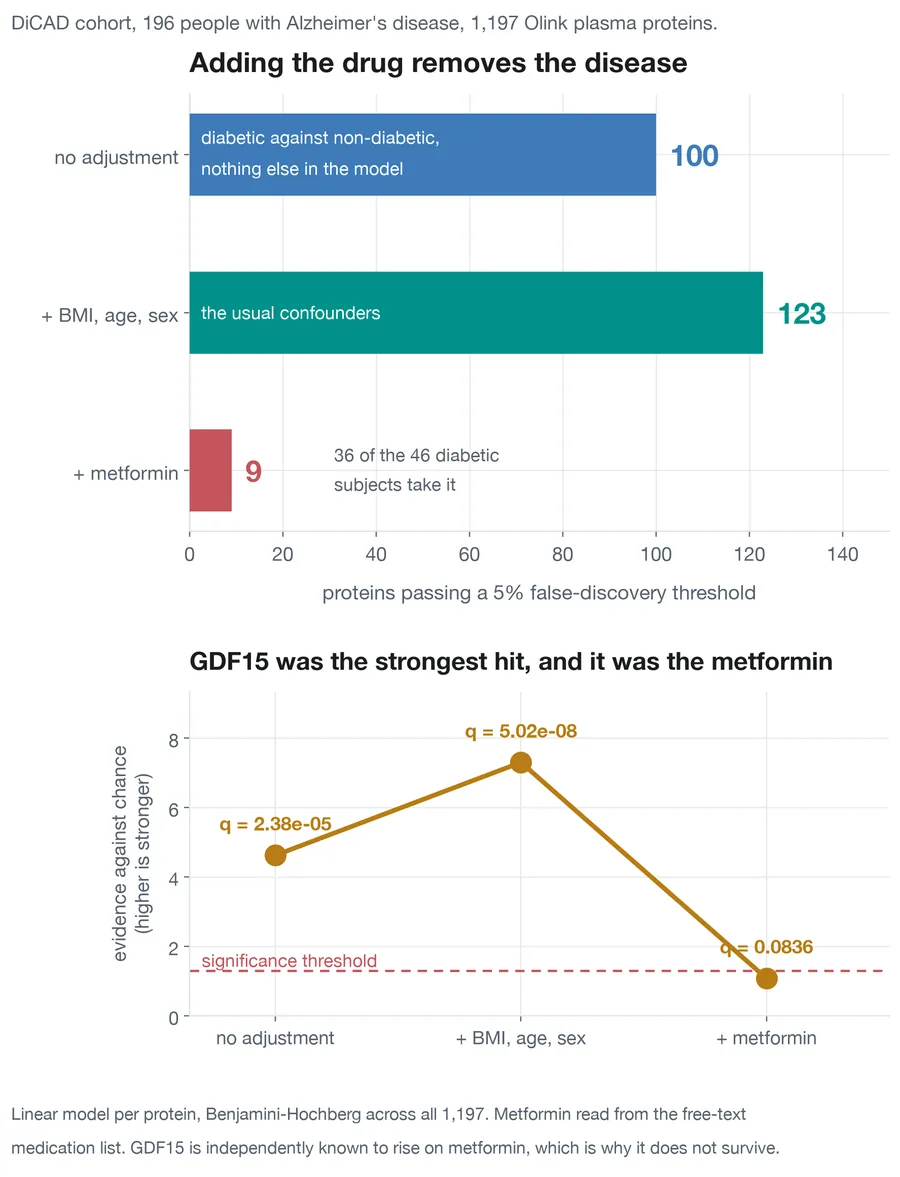 DiCAD cohort, 196 people with Alzheimer's disease, 1,197 Olink plasma proteins.
Adding the drug removes the disease
no adjustment
diabetic against non-diabetic,
nothing else in the model
100
+ BMI, age, sex
the usual confounders
123
+ metformin
9
36 of the 46 diabetic
subjects take it
0 20 40 60 80 100 120 140
proteins passing a 5% false-discovery threshold
GDF15 was the strongest hit, and it was the metformin
evidence against chance
(higher is stronger)
8
6
4
2
0
q = 5.02e-08
q = 2.38e-05
q = 0.0836
significance threshold
no adjustment + BMI, age, sex + metformin
Linear model per protein, Benjamini-Hochberg across all 1,197. Metformin read from the free-text
medication list. GDF15 is independently known to rise on metformin, which is why it does not survive.